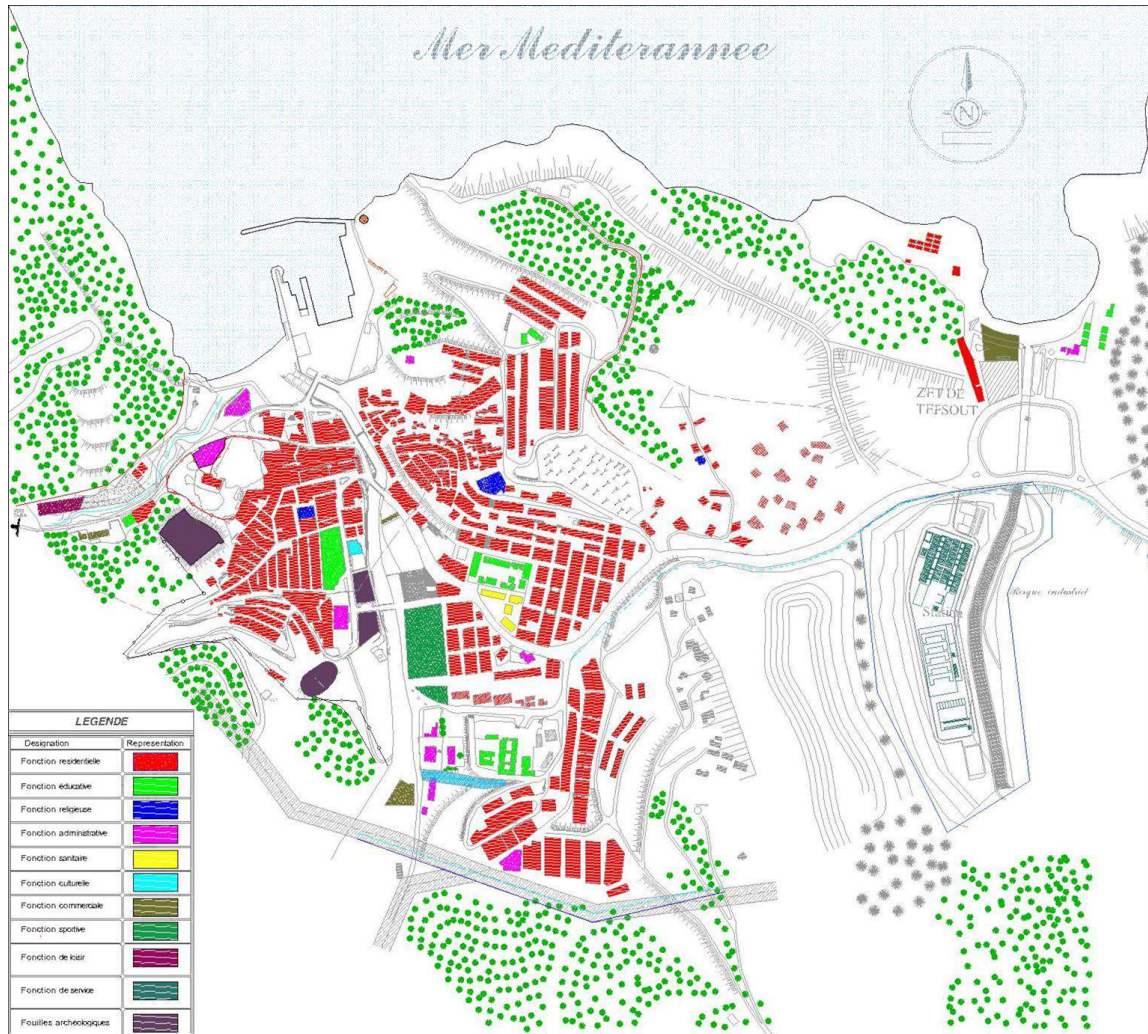 Mer Mediterannee
N
ZET DE
TEFSOUT
Risque industriel
LEGENDE
Designation Representation
Fonction residentielle
Fonction éducative
Fonction religieuse
Fonction administrative
Fonction sanitaire
Fonction culturelle
Fonction commerciale
Fonction sportive
Fonction de loisir
Fonction de service
Fouilles archeologiques